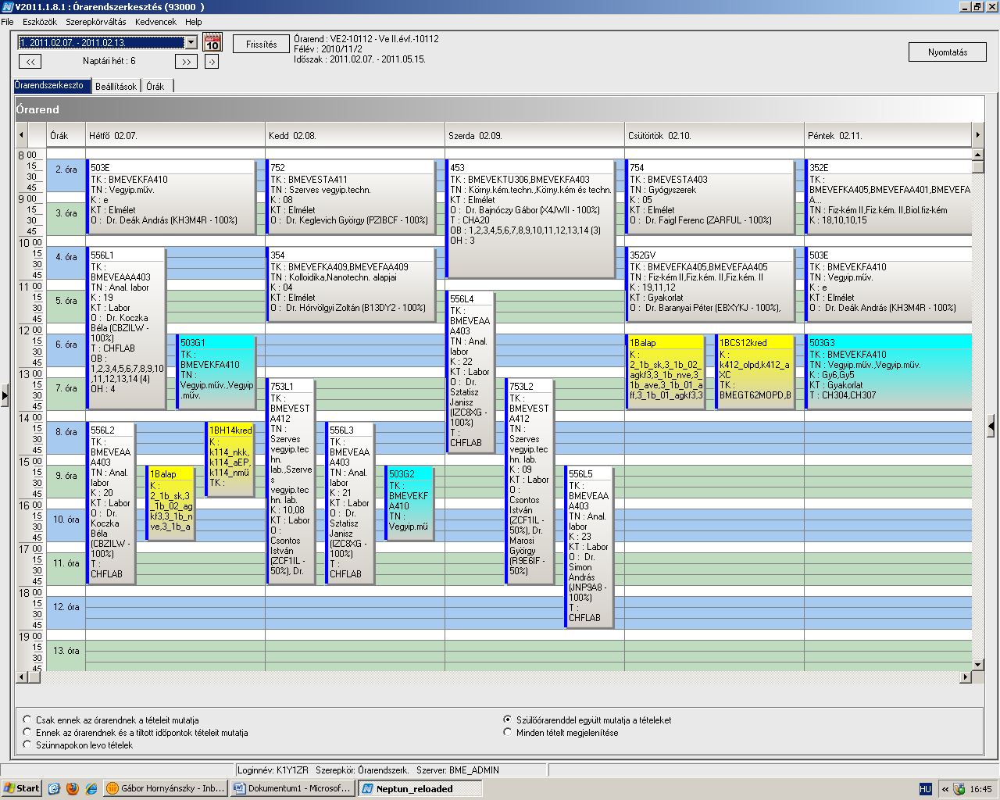 V2011.1.8.1 : Órarendszerkesztés (93000 )
File Eszközök Szerepkörváltás Kedvencek Help
1. 2011.02.07. - 2011.02.13.
10
Frissítés
Órarend : VE2-10112 - Ve II.évf.-10112
Félév : 2010/11/2
Időszak : 2011.02.07. - 2011.05.15.
Nyomtatás
<< Naptári hét : 6 >> ->
Órarendszerkeszto Beállítások Órák
Órarend
Órák Hétfő 02.07. Kedd 02.08. Szerda 02.09. Csütörtök 02.10. Péntek 02.11.
8 00
15
30
45
9 00
15
30
45
10 00
15
30
45
11 00
15
30
45
12 00
15
30
45
13 00
15
30
45
14 00
15
30
45
15 00
15
30
45
16 00
15
30
45
17 00
15
30
45
18 00
15
30
45
19 00
15
30
45
2. óra
3. óra
4. óra
5. óra
6. óra
7. óra
8. óra
9. óra
10. óra
11. óra
12. óra
13. óra
503E
TK : BMEVEKFA410
TN : Vegyip.műv.
K : e
KT : Elmélet
O : Dr. Deák András (KH3M4R - 100%)
556L1
TK :
BMEVEAAA403
TN : Anal. labor
K : 19
KT : Labor
O : Dr. Koczka
Béla (CBZILW -
100%)
T : CHFLAB
OB :
1,2,3,4,5,6,7,8,9,10
,11,12,13,14 (4)
OH : 4
503G1
TK :
BMEVEKFA410
TN :
Vegyip.műv.,Vegyip
.műv.
556L2
TK :
BMEVEAA
A403
TN : Anal.
labor
K : 20
KT : Labor
O : Dr.
Koczka
Béla
(CBZILW -
100%)
T :
CHFLAB
1Balap
K :
2_1b_sk,3
_1b_02_ag
kf3,3_1b_n
ve,3_1b_a
1BH14kred
K :
k114_nkk,
k114_aEP,
k114_nmű
TK :
752
TK : BMEVESTA411
TN : Szerves vegyip.techn.
K : 08
KT : Elmélet
O : Dr. Keglevich György (PZIBCF - 100%)
354
TK : BMEVEFKA409,BMEVEFAA409
TN : Kolloidika,Nanotechn. alapjai
K : 04
KT : Elmélet
O : Dr. Hórvölgyi Zoltán (B13DY2 - 100%)
753L1
TK :
BMEVEST
A412
TN :
Szerves
vegyip.tec
hn.
lab.,Szerve
s
vegyip.tec
hn. lab.
K : 10,08
KT : Labor
O :
Csontos
István
(ZCF1IL -
50%), Dr.
556L3
TK :
BMEVEAA
A403
TN : Anal.
labor
K : 21
KT : Labor
O : Dr.
Sztatisz
Janisz
(IZC8XG -
100%)
T :
CHFLAB
503G2
TK :
BMEVEKF
A410
TN :
Vegyip.mű
453
TK : BMEVEKTU306,BMEVEKFA403
TN : Körny.kém.techn.,Körny.kém és techn.
KT : Elmélet
O : Dr. Bajnóczy Gábor (X4JWII - 100%)
T : CHA20
OB : 1,2,3,4,5,6,7,8,9,10,11,12,13,14 (3)
OH : 3
556L4
TK :
BMEVEAA
A403
TN : Anal.
labor
K : 22
KT : Labor
O : Dr.
Sztatisz
Janisz
(IZC8XG -
100%)
T :
CHFLAB
753L2
TK :
BMEVEST
A412
TN :
Szerves
vegyip.tec
hn. lab.
K : 09
KT : Labor
O :
Csontos
István
(ZCF1IL -
50%), Dr.
Marosi
György
(R9E6IF -
50%)
556L5
TK :
BMEVEAA
A403
TN : Anal.
labor
K : 23
KT : Labor
O : Dr.
Simon
András
(JNP9A8 -
100%)
T :
CHFLAB
754
TK : BMEVESTA403
TN : Gyógyszerek
K : 05
KT : Elmélet
O : Dr. Faigl Ferenc (ZARFUL - 100%)
352GV
TK : BMEVEFKA405,BMEVEFAA405
TN : Fiz-kém II,Fiz.kém. II,Fiz.kém. II
K : 19,11,12
KT : Gyakorlat
O : Dr. Baranyai Péter (EBXYKJ - 100%),
1Balap
K :
2_1b_sk,3_1b_02_
agkf3,3_1b_nve,3_
1b_ave,3_1b_01_a
ff,3_1b_01_agkf3,3
1BCS12kred
K :
k412_olpd,k412_a
XC
TK :
BMEGT62MOPD,B
352E
TK :
BMEVEFKA405,BMEVEFAA401,BMEVEFA
A...
TN : Fiz-kém II,Fiz.kém. II,Biol.fiz-kém
K : 18,10,10,15
503E
TK : BMEVEKFA410
TN : Vegyip.műv.
K : e
KT : Elmélet
O : Dr. Deák András (KH3M4R - 100%)
503G3
TK : BMEVEKFA410
TN : Vegyip.műv.,Vegyip.műv.
K : Gy6,Gy5
KT : Gyakorlat
T : CH304,CH307
Csak ennek az órarendnek a tételeit mutatja
Ennek az órarendnek és a tiltott időpontok tételeit mutatja
Szünnapokon levo tételek
Szülőórarenddel együtt mutatja a tételeket
Minden tételt megjelenítése
Loginnév: K1Y1ZR Szerepkör: Órarendszerk. Szerver: BME_ADMIN
Start Gábor Hornyánszky - Inb... Dokumentum1 - Microsof... Neptun_reloaded HU « 16:45